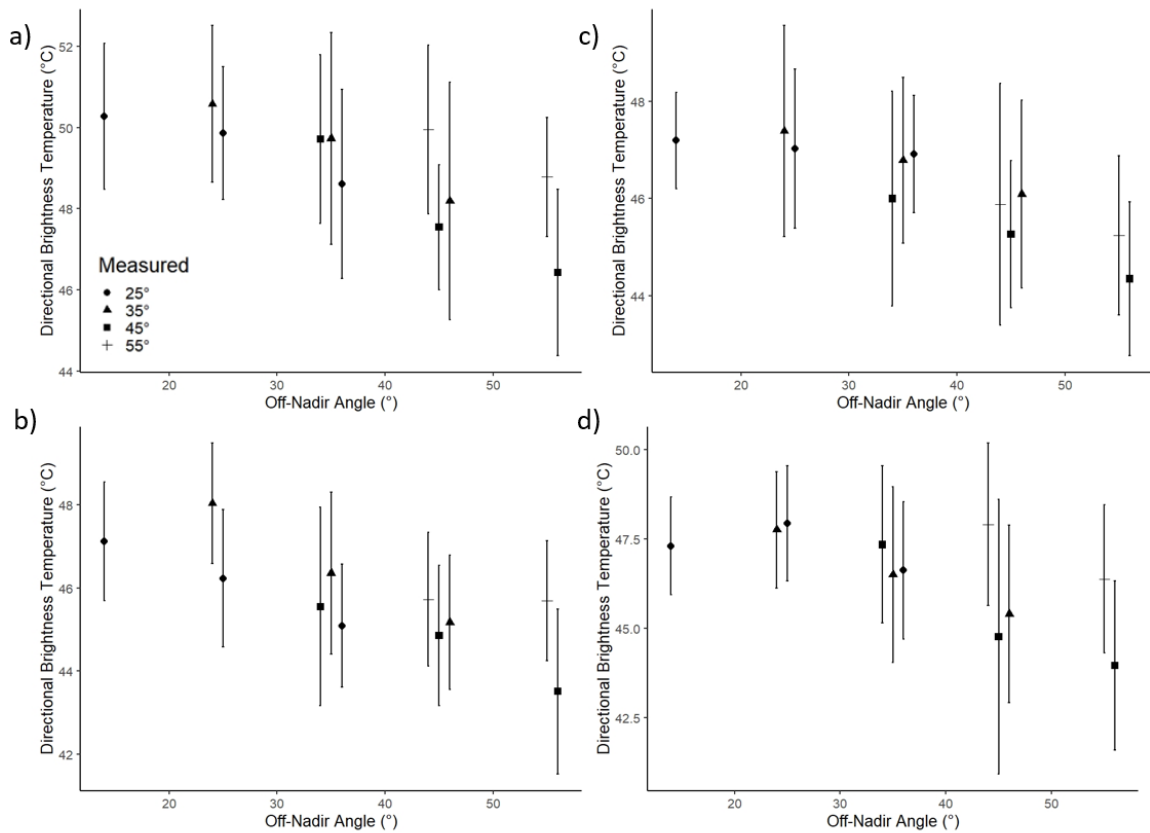 a)
Directional Brightness Temperature (°C)
52
50
48
46
44
Measured
25°
35°
45°
55°
20
30
40
50
Off-Nadir Angle (°)
c)
Directional Brightness Temperature (°C)
48
46
44
20
30
40
50
Off-Nadir Angle (°)
b)
Directional Brightness Temperature (°C)
48
46
44
42
20
30
40
50
Off-Nadir Angle (°)
d)
Directional Brightness Temperature (°C)
50.0
47.5
45.0
42.5
20
30
40
50
Off-Nadir Angle (°)